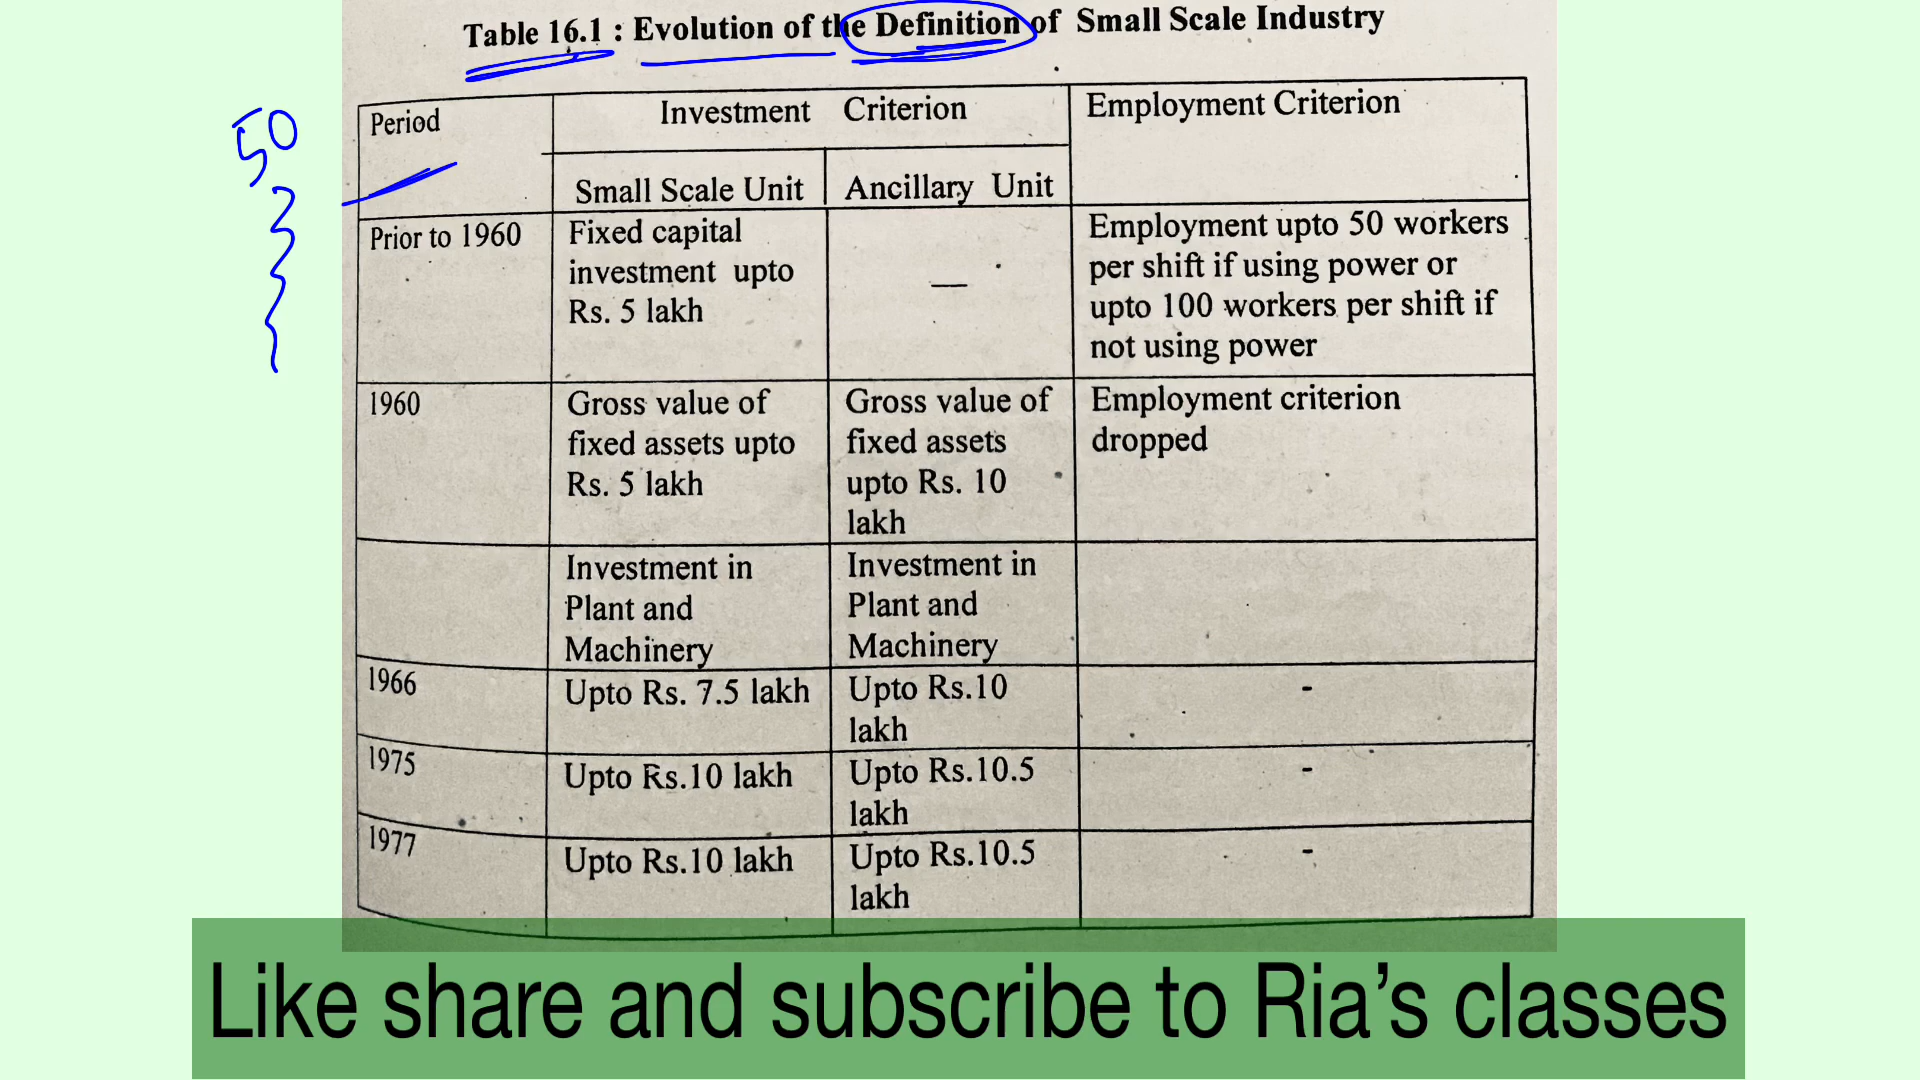 Table 16.1 : Evolution of the Definition of Small Scale Industry
50
Period
Investment Criterion
Employment Criterion
Small Scale Unit
Ancillary Unit
Prior to 1960
Fixed capital
investment upto
Rs. 5 lakh
—
Employment upto 50 workers
per shift if using power or
upto 100 workers per shift if
not using power
1960
Gross value of
fixed assets upto
Rs. 5 lakh
Gross value of
fixed assets
upto Rs. 10
lakh
Employment criterion
dropped
Investment in
Plant and
Machinery
Investment in
Plant and
Machinery
1966
Upto Rs. 7.5 lakh
Upto Rs.10
lakh
-
1975
Upto Rs.10 lakh
Upto Rs.10.5
lakh
-
1977
Upto Rs.10 lakh
Upto Rs.10.5
lakh
-
Like share and subscribe to Ria’s classes